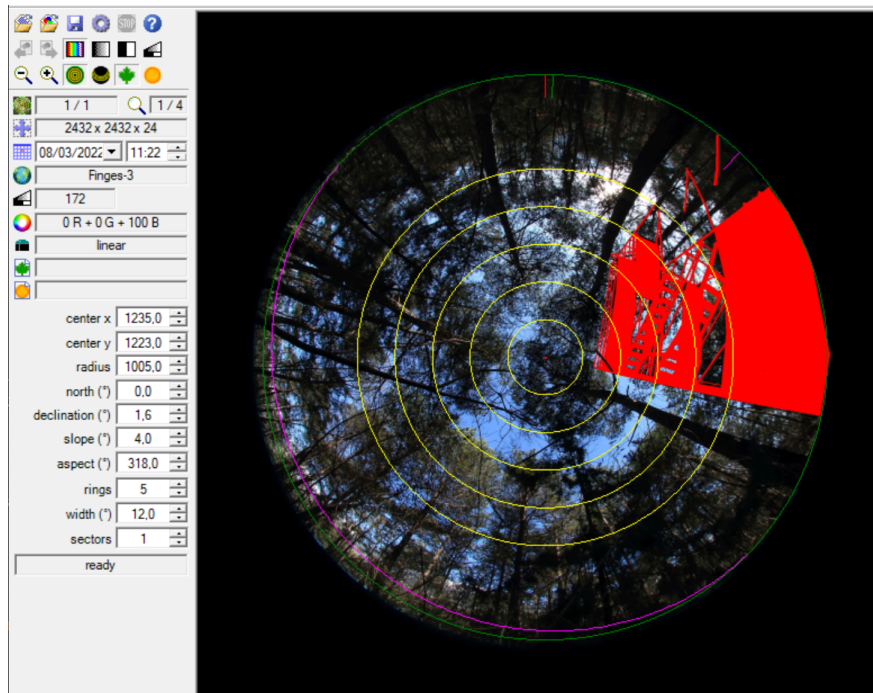 STOP ?
1 / 1 1 / 4
2432 x 2432 x 24
08/03/2022 11:22
Finges-3
172
0 R + 0 G + 100 B
linear
center x 1235,0
center y 1223,0
radius 1005,0
north (°) 0,0
declination (°) 1,6
slope (°) 4,0
aspect (°) 318,0
rings 5
width (°) 12,0
sectors 1
ready